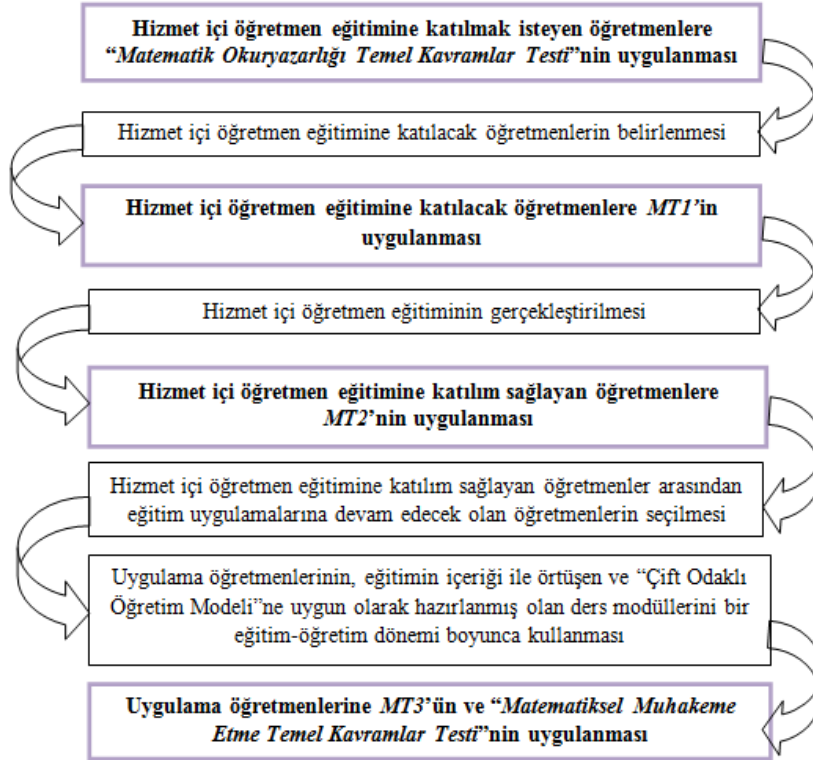 Hizmet içi öğretmen eğitimine katılmak isteyen öğretmenlere
“Matematik Okuryazarlığı Temel Kavramlar Testi”nin uygulanması
Hizmet içi öğretmen eğitimine katılacak öğretmenlerin belirlenmesi
Hizmet içi öğretmen eğitimine katılacak öğretmenlere MT1’in
uygulanması
Hizmet içi öğretmen eğitiminin gerçekleştirilmesi
Hizmet içi öğretmen eğitimine katılım sağlayan öğretmenlere
MT2’nin uygulanması
Hizmet içi öğretmen eğitimine katılım sağlayan öğretmenler arasından
eğitim uygulamalarına devam edecek olan öğretmenlerin seçilmesi
Uygulama öğretmenlerinin, eğitimin içeriği ile örtüşen ve “Çift Odaklı
Öğretim Modeli”ne uygun olarak hazırlanmış olan ders modüllerini bir
eğitim-öğretim dönemi boyunca kullanması
Uygulama öğretmenlerine MT3’ün ve “Matematiksel Muhakeme
Etme Temel Kavramlar Testi”nin uygulanması